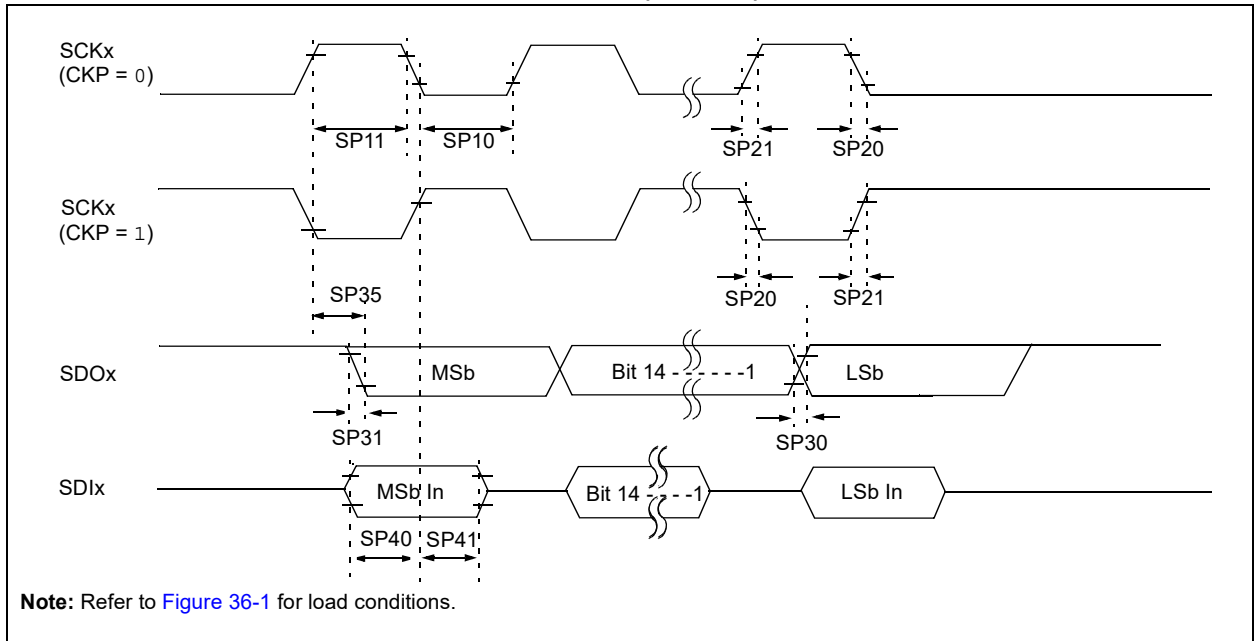 SCKx
(CKP = 0)
SP11
SP10
SP21
SP20
SCKx
(CKP = 1)
SP20
SP21
SP35
SDOx
MSb
Bit 14 - - - - - -1
LSb
SP31
SP30
SDIx
MSb In
Bit 14 - - - -1
LSb In
SP40
SP41
Note: Refer to Figure 36-1 for load conditions.